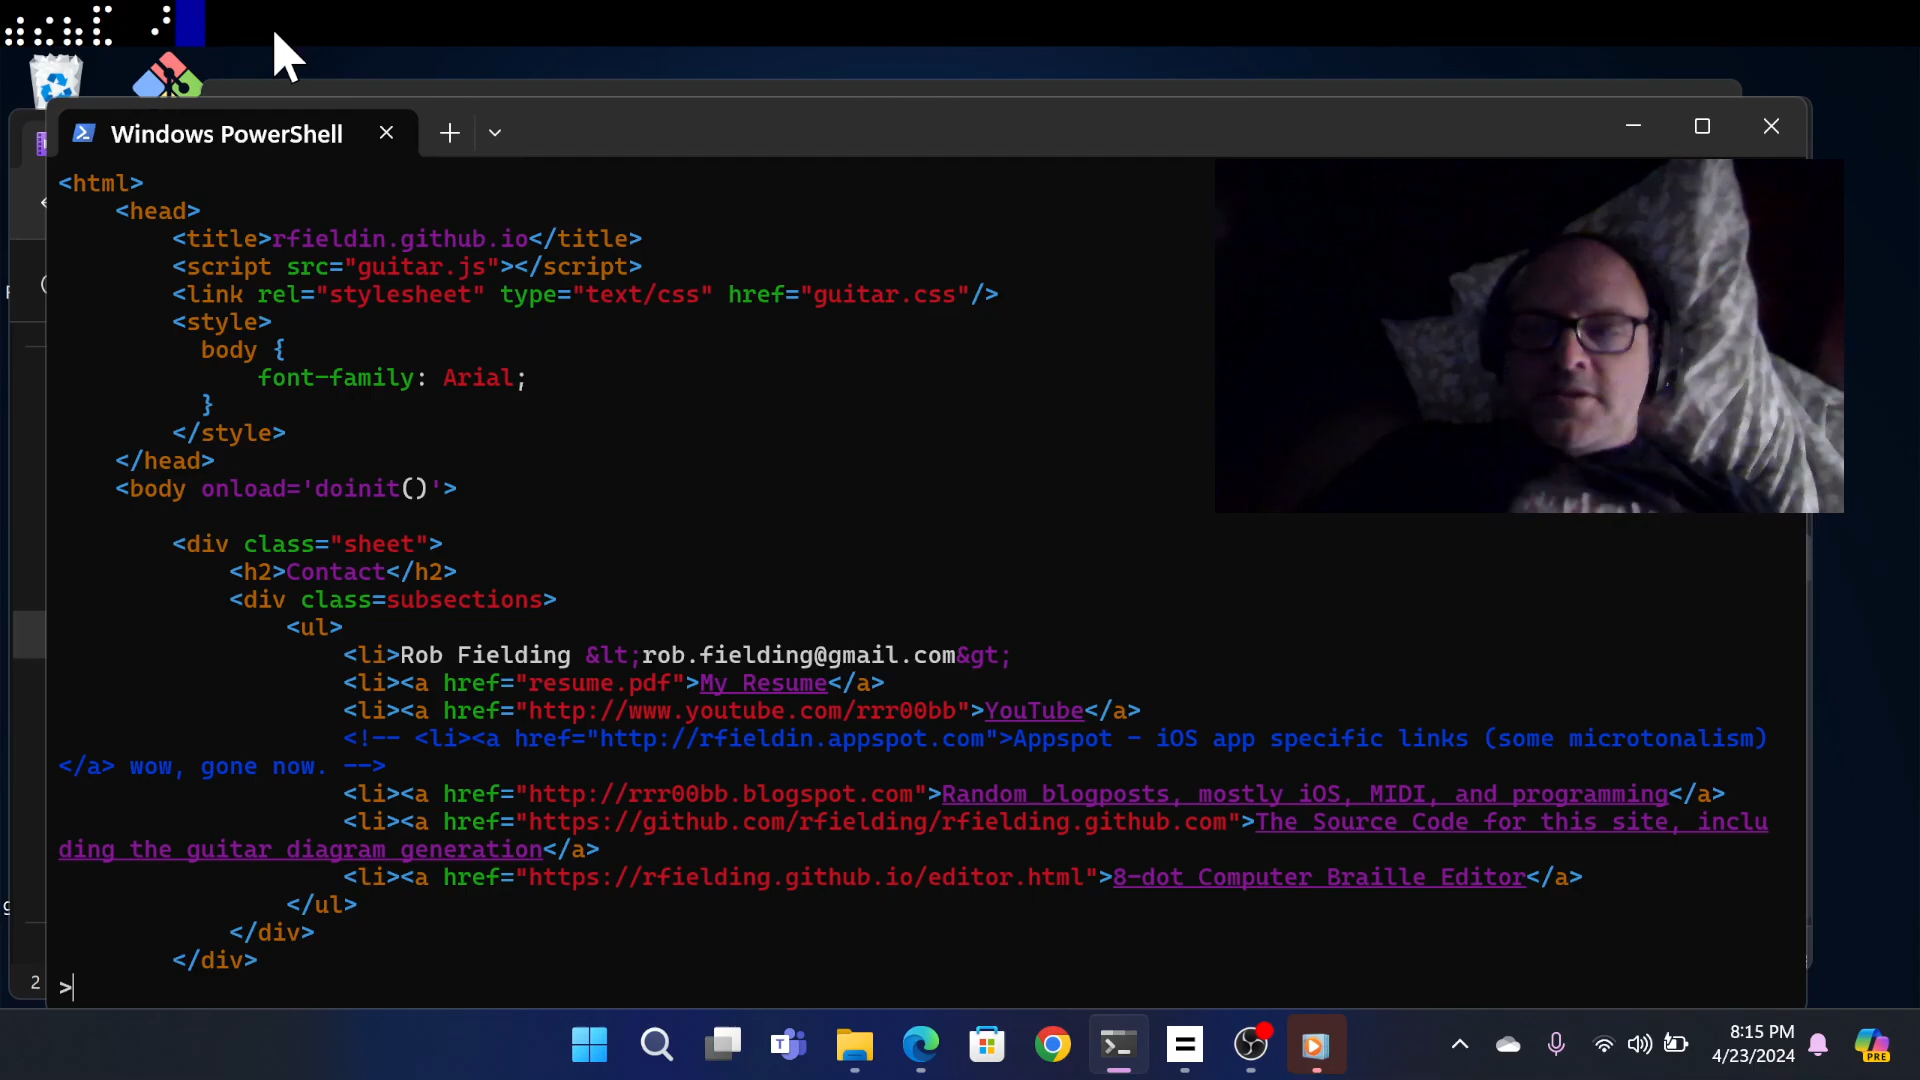 Windows PowerShell
<html>
<head>
<title>rfieldin.github.io</title>
<script src="guitar.js"></script>
<link rel="stylesheet" type="text/css" href="guitar.css"/>
<style>
body {
font-family: Arial;
}
</style>
</head>
<body onload='doinit()'>
<div class="sheet">
<h2>Contact</h2>
<div class=subsections>
<ul>
<li>Rob Fielding &lt;rob.fielding@gmail.com&gt;
<li><a href="resume.pdf">My Resume</a>
<li><a href="http://www.youtube.com/rrr00bb">YouTube</a>
<!-- <li><a href="http://rfieldin.appspot.com">Appspot - iOS app specific links (some microtonalism)
</a> wow, gone now. -->
<li><a href="http://rrr00bb.blogspot.com">Random blogposts, mostly iOS, MIDI, and programming</a>
<li><a href="https://github.com/rfielding/rfielding.github.com">The Source Code for this site, inclu
ding the guitar diagram generation</a>
<li><a href="https://rfielding.github.io/editor.html">8-dot Computer Braille Editor</a>
</ul>
</div>
</div>
>
2
8:15 PM
4/23/2024
PRE